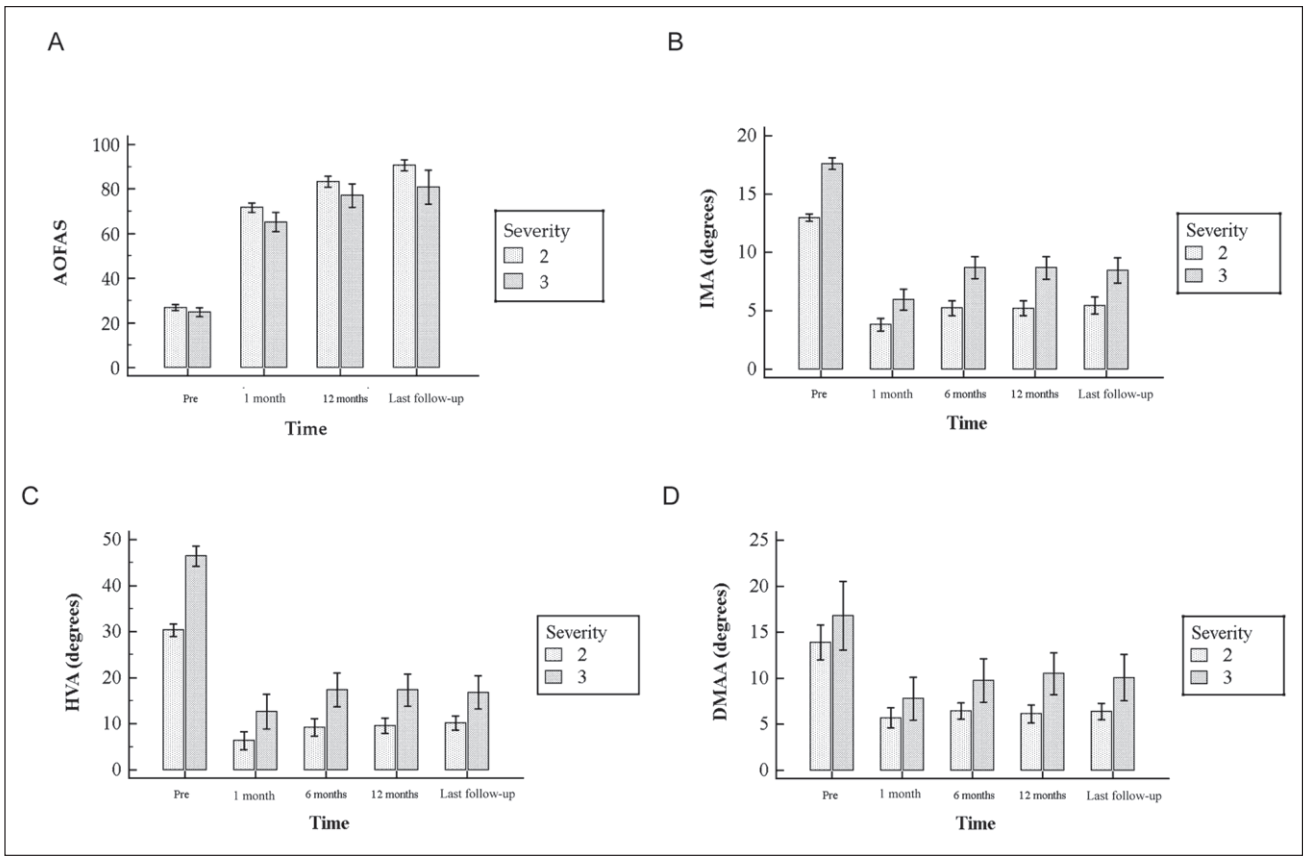 A
100
80
60
40
20
0
AOFAS
Pre
1 month
12 months
Last follow-up
Time
Severity
2
3
B
20
15
10
5
0
IMA (degrees)
Pre
1 month
6 months
12 months
Last follow-up
Time
Severity
2
3
C
50
40
30
20
10
0
HVA (degrees)
Pre
1 month
6 months
12 months
Last follow-up
Time
Severity
2
3
D
25
20
15
10
5
0
DMAA (degrees)
Pre
1 month
6 months
12 months
Last follow-up
Time
Severity
2
3